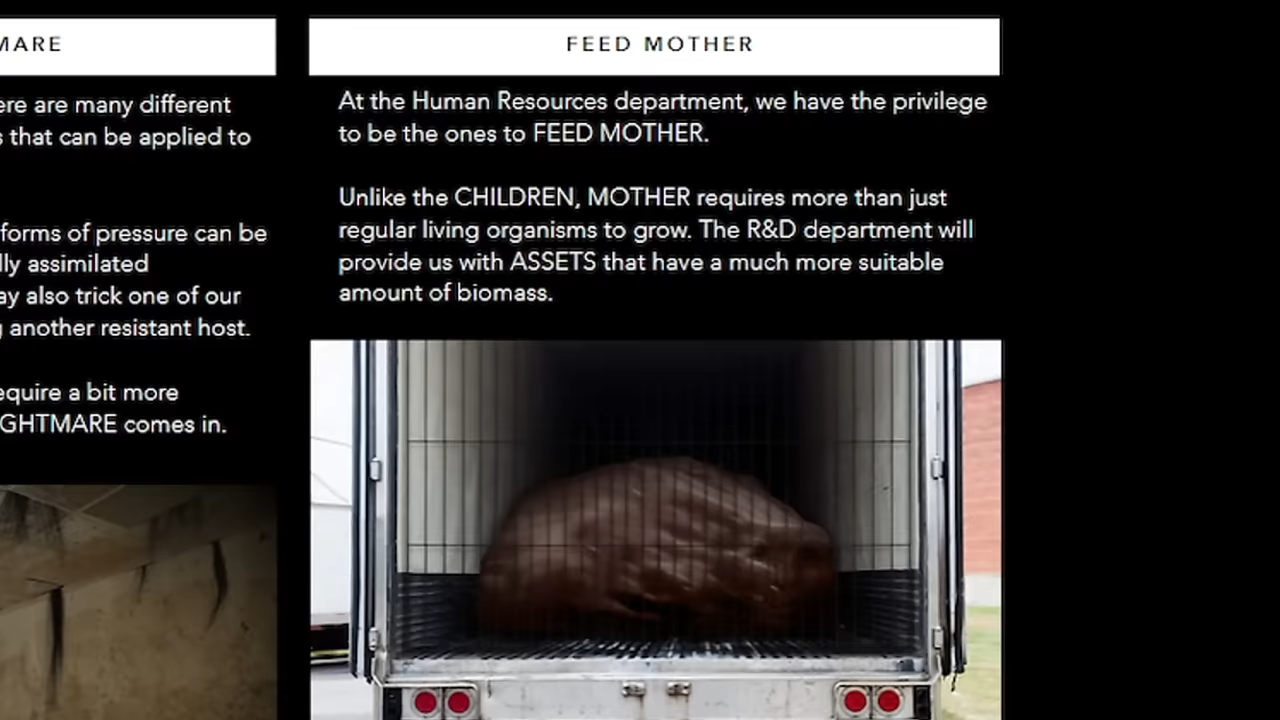 MARE
ere are many different
s that can be applied to
forms of pressure can be
lly assimilated
ay also trick one of our
g another resistant host.
equire a bit more
GHTMARE comes in.
FEED MOTHER
At the Human Resources department, we have the privilege
to be the ones to FEED MOTHER.
Unlike the CHILDREN, MOTHER requires more than just
regular living organisms to grow. The R&D department will
provide us with ASSETS that have a much more suitable
amount of biomass.